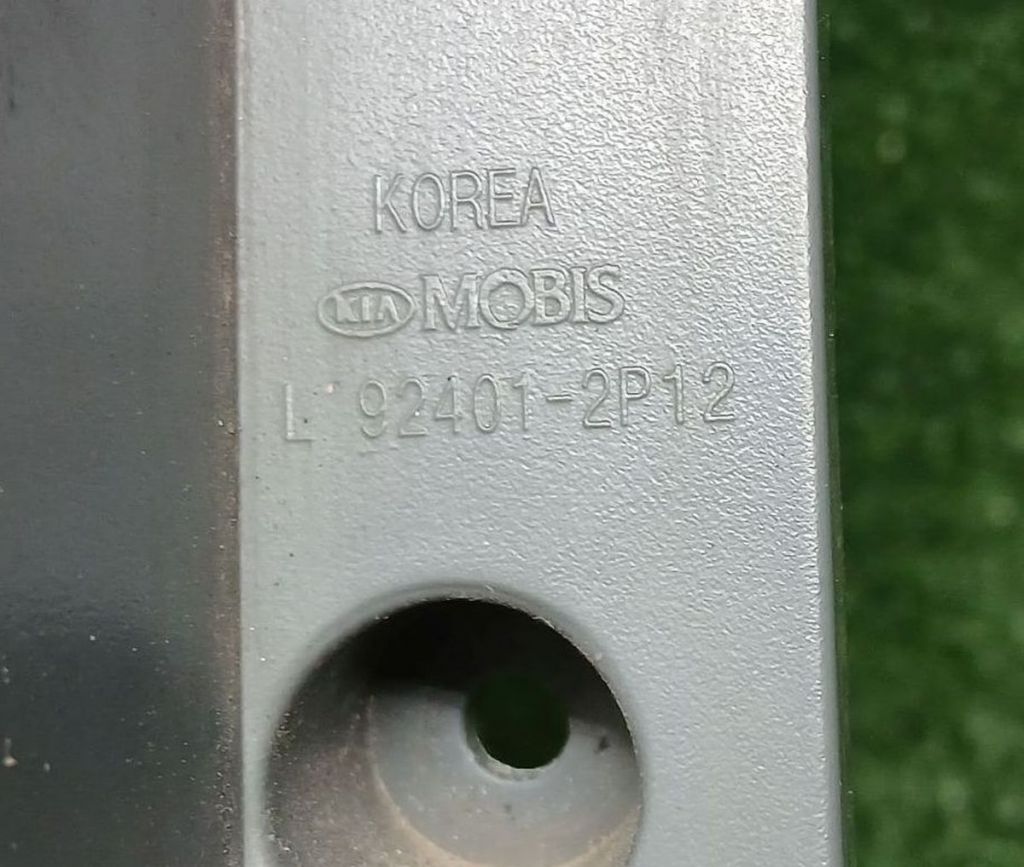 KOREA
KIA MOBIS
L 92401-2P12